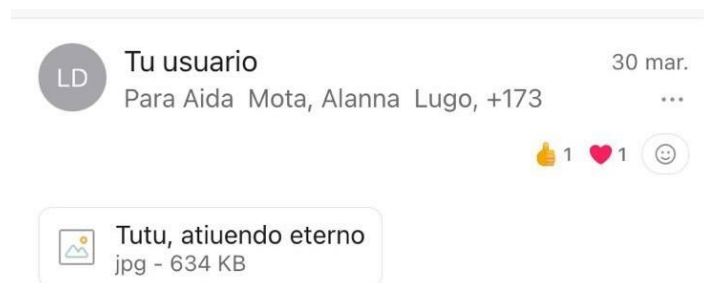 LD
Tu usuario
30 mar.
Para Aida Mota, Alanna Lugo, +173
1
1
Tutu, atiuendo eterno
jpg - 634 KB